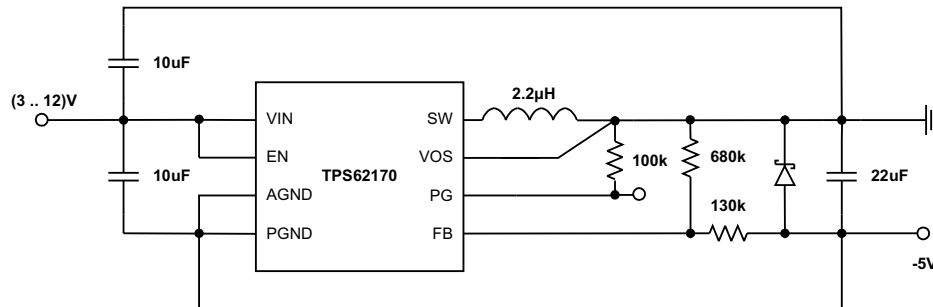 10uF
(3 .. 12)V
2.2µH
VIN
SW
EN
VOS
100k
680k
10uF
TPS62170
22uF
AGND
PG
130k
PGND
FB
-5V